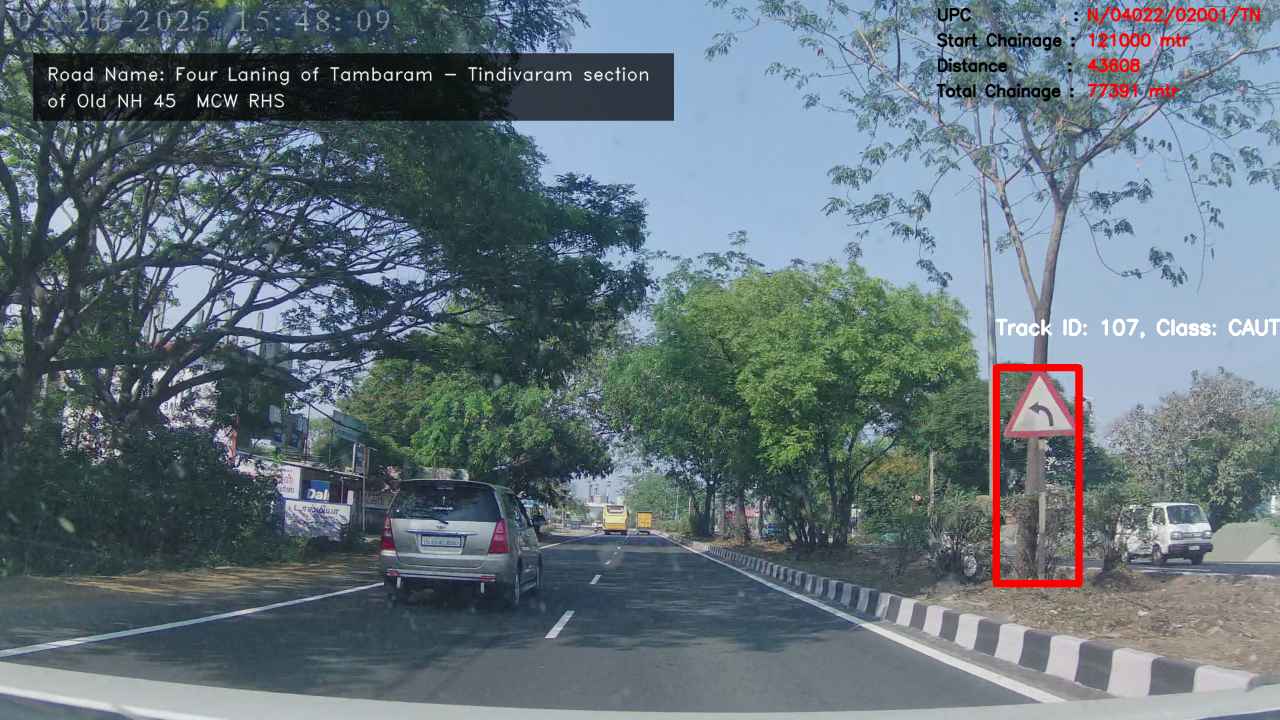 03-26-2025 15:48:09
Road Name: Four Laning of Tambaram - Tindivaram section
of Old NH 45 MCW RHS
UPC : N/04022/02001/TN
Start Chainage : 121000 mtr
Distance : 43608
Total Chainage : 77391 mtr
Track ID: 107, Class: CAUT
Dal